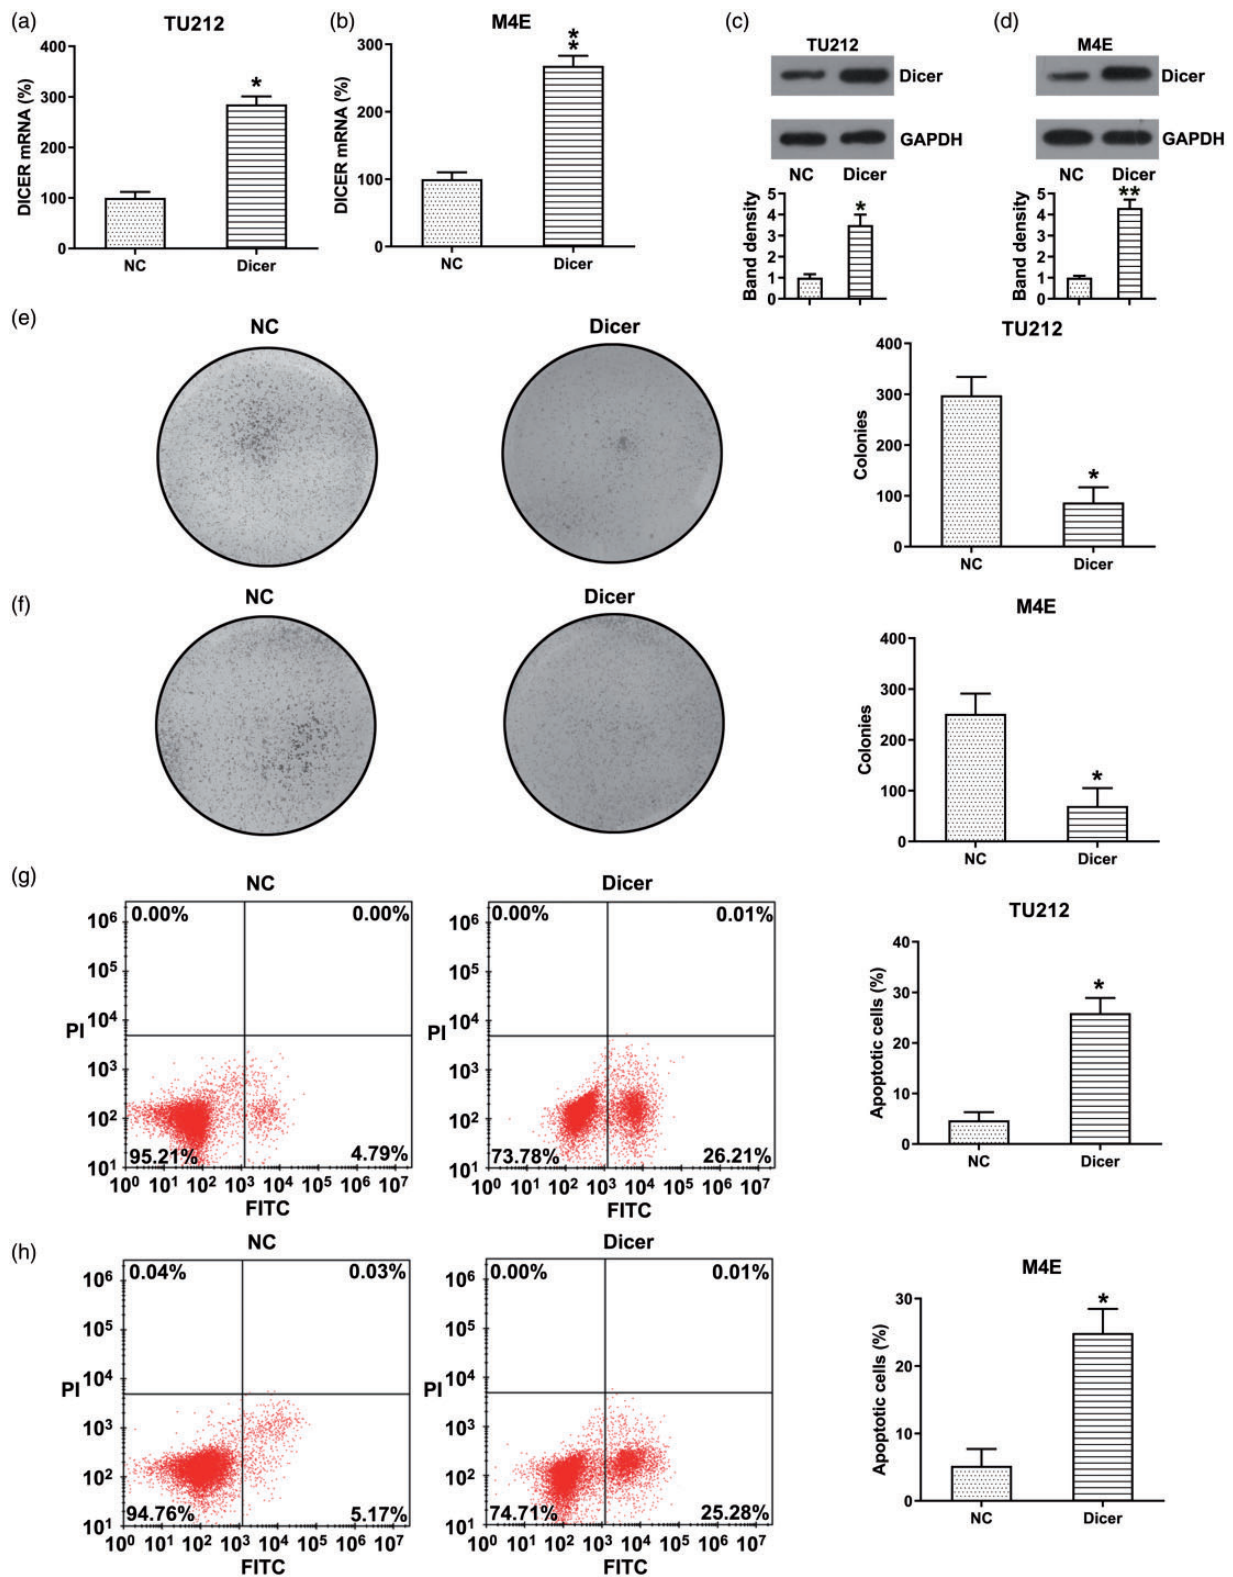 (a)
TU212
DICER mRNA (%)
400
300
200
100
0
*
NC
Dicer
(b)
M4E
DICER mRNA (%)
300
200
100
0
*
*
NC
Dicer
(c)
TU212
Dicer
GAPDH
NC
Dicer
Band density
5
4
3
2
1
0
*
(d)
M4E
Dicer
GAPDH
NC
Dicer
Band density
5
4
3
2
1
0
**
(e)
NC
Dicer
TU212
Colonies
400
300
200
100
0
*
NC
Dicer
(f)
NC
Dicer
M4E
Colonies
400
300
200
100
0
*
NC
Dicer
(g)
NC
0.00%
0.00%
95.21%
4.79%
PI
10⁶
10⁵
10⁴
10³
10²
10¹
10⁰ 10¹ 10² 10³ 10⁴ 10⁵ 10⁶ 10⁷
FITC
Dicer
0.00%
0.01%
73.78%
26.21%
PI
10⁶
10⁵
10⁴
10³
10²
10¹
10⁰ 10¹ 10² 10³ 10⁴ 10⁵ 10⁶ 10⁷
FITC
TU212
Apoptotic cells (%)
40
30
20
10
0
*
NC
Dicer
(h)
NC
0.04%
0.03%
94.76%
5.17%
PI
10⁶
10⁵
10⁴
10³
10²
10¹
10⁰ 10¹ 10² 10³ 10⁴ 10⁵ 10⁶ 10⁷
FITC
Dicer
0.00%
0.01%
74.71%
25.28%
PI
10⁶
10⁵
10⁴
10³
10²
10¹
10⁰ 10¹ 10² 10³ 10⁴ 10⁵ 10⁶ 10⁷
FITC
M4E
Apoptotic cells (%)
30
20
10
0
*
NC
Dicer